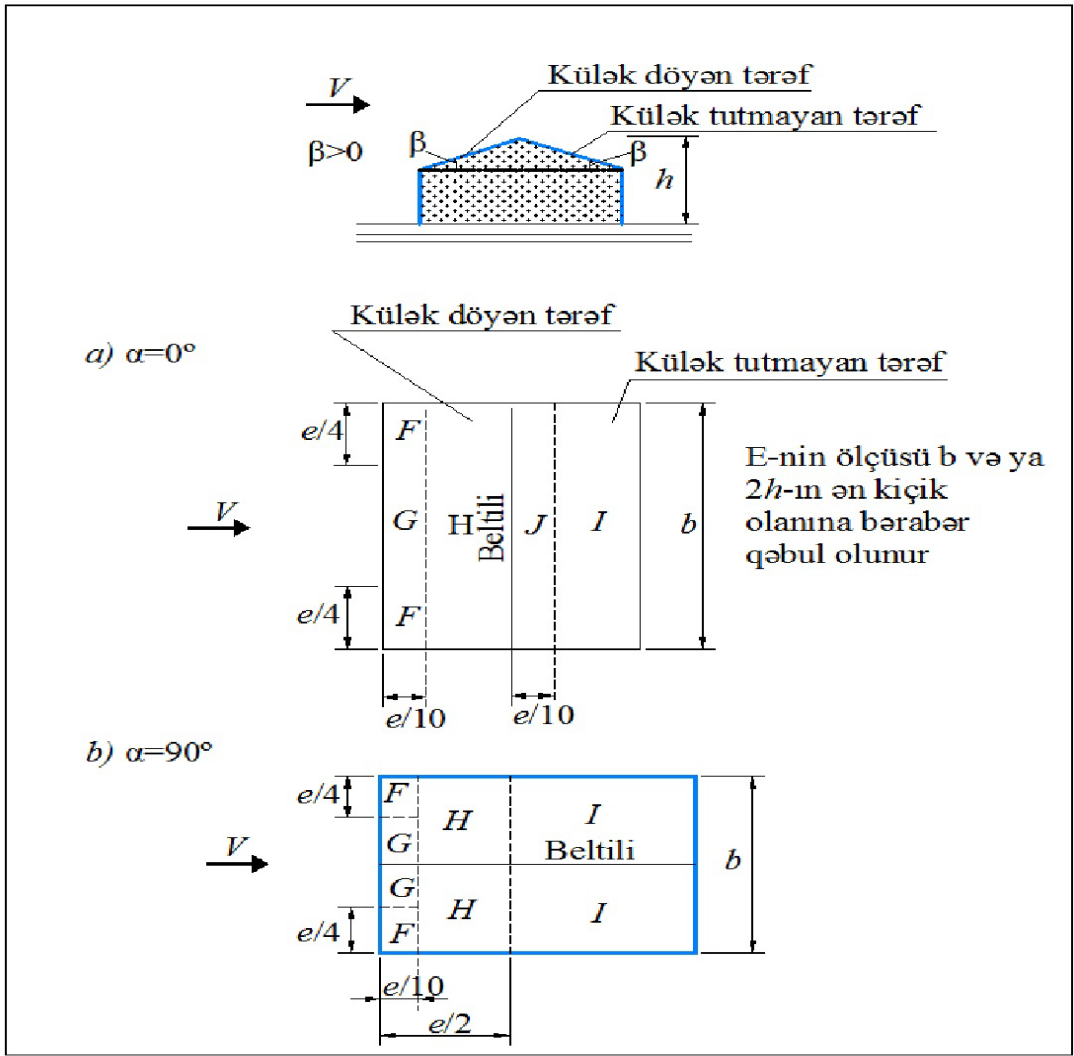 Külək döyən tərəf
V
Külək tutmayan tərəf
β>0
β
β
h
Külək döyən tərəf
a) α=0°
Külək tutmayan tərəf
e/4
F
E-nin ölçüsü b və ya
2h-ın ən kiçik
olanına bərabər
qəbul olunur
V
G
H
Beltili
J
I
b
e/4
F
e/10
e/10
b) α=90°
e/4
F
H
I
G
V
Beltili
b
G
H
I
e/4
F
e/10
e/2